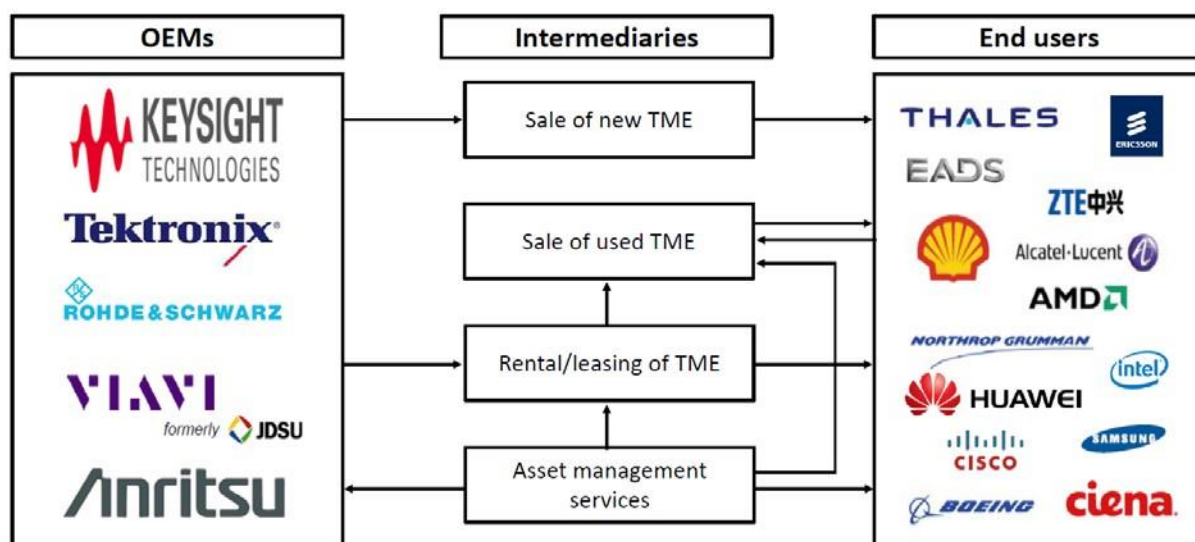 OEMs
Intermediaries
End users
KEYSIGHT
TECHNOLOGIES
Tektronix®
ROHDE & SCHWARZ
VIAVI
formerly JDSU
Anritsu
Sale of new TME
Sale of used TME
Rental/leasing of TME
Asset management
services
THALES
ERICSSON
EADS
ZTE中兴
Alcatel·Lucent
AMD
NORTHROP GRUMMAN
intel
HUAWEI
CISCO
SAMSUNG
BOEING
ciena.